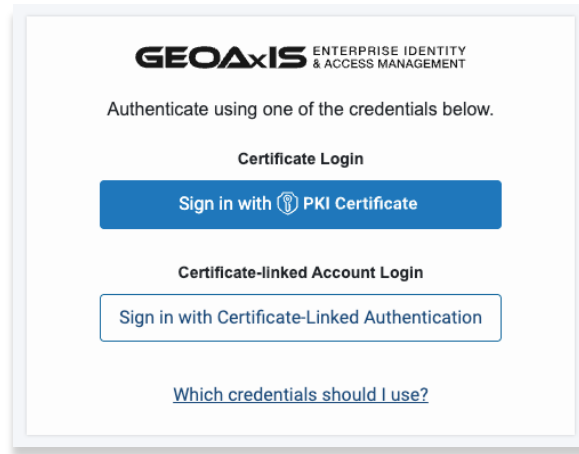 GEOAxIS ENTERPRISE IDENTITY
& ACCESS MANAGEMENT
Authenticate using one of the credentials below.
Certificate Login
Sign in with PKI Certificate
Certificate-linked Account Login
Sign in with Certificate-Linked Authentication
Which credentials should I use?